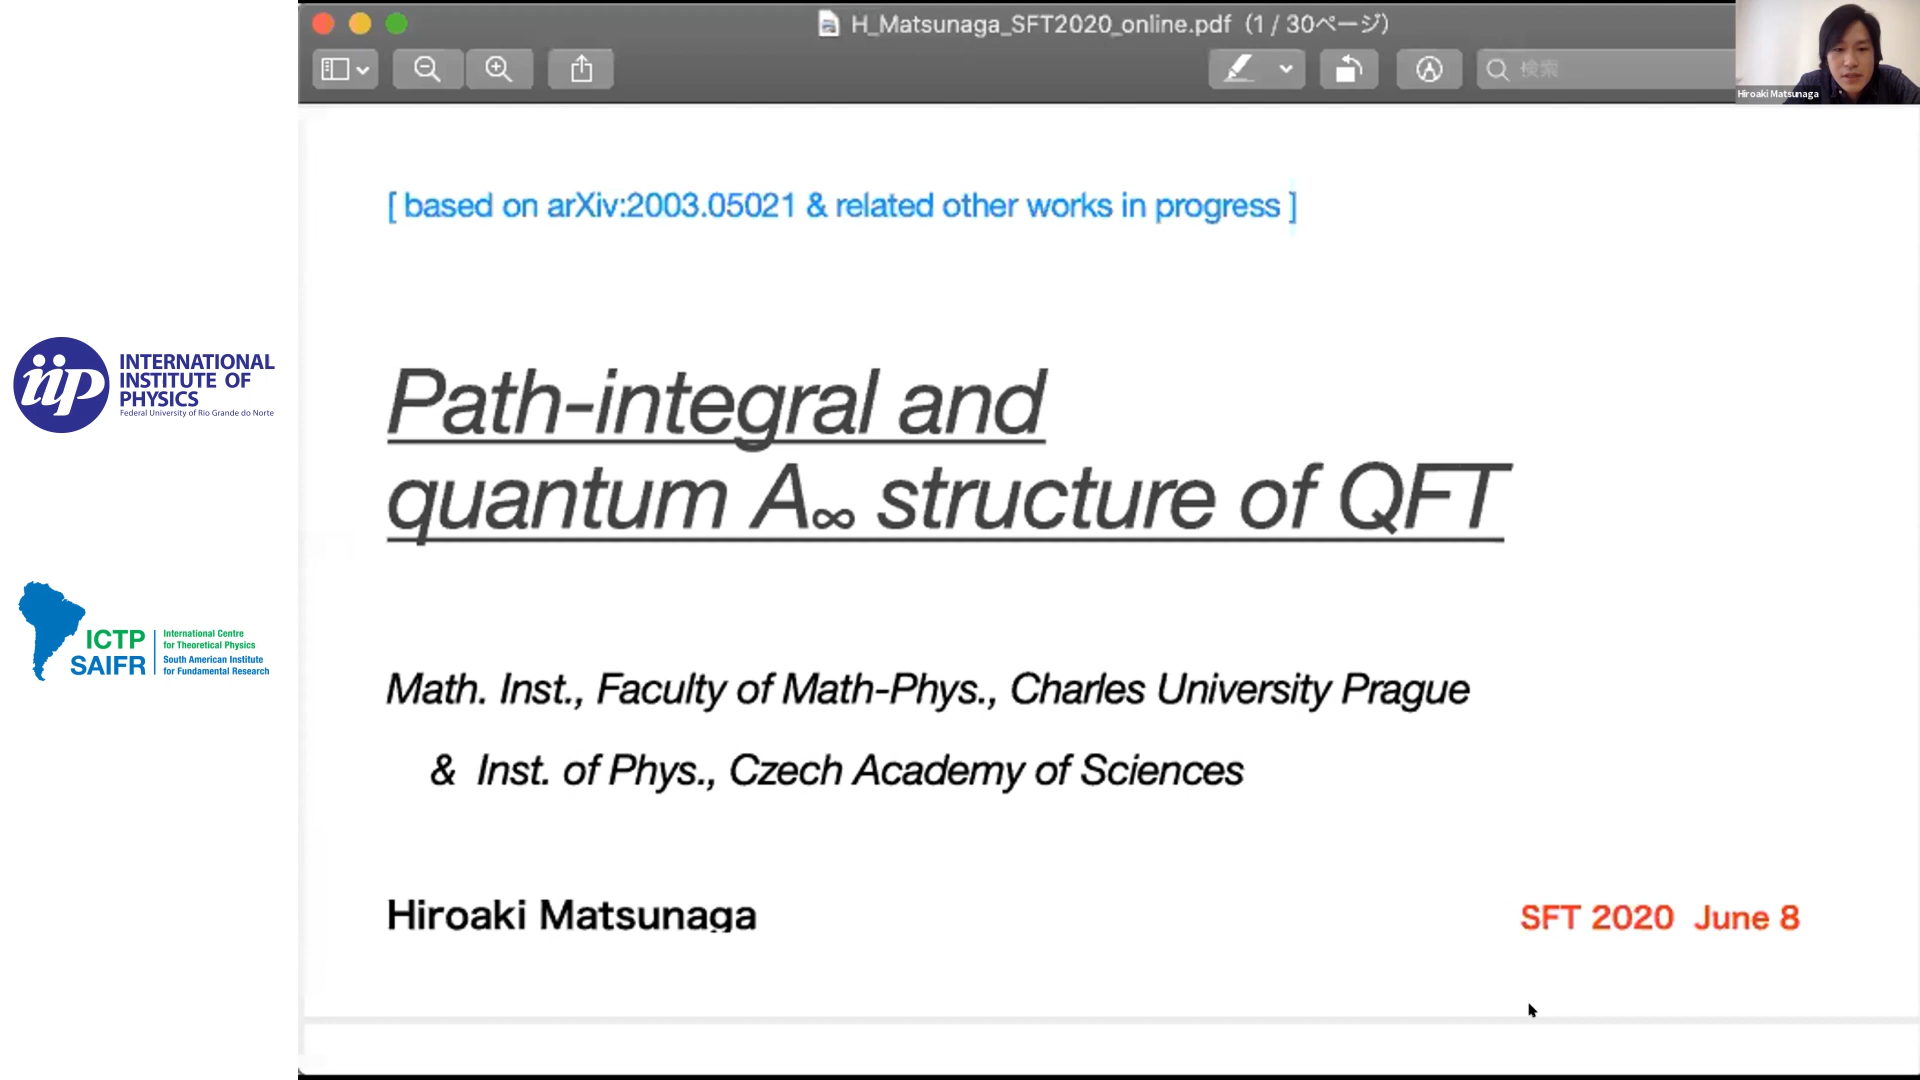 H_Matsunaga_SFT2020_online.pdf (1 / 30ページ)
検索
Hiroaki Matsunaga
[ based on arXiv:2003.05021 & related other works in progress ]
Path-integral and
quantum A∞ structure of QFT
Math. Inst., Faculty of Math-Phys., Charles University Prague
& Inst. of Phys., Czech Academy of Sciences
Hiroaki Matsunaga
SFT 2020 June 8
iip
INTERNATIONAL
INSTITUTE OF
PHYSICS
Federal University of Rio Grande do Norte
ICTP
SAIFR
International Centre
for Theoretical Physics
South American Institute
for Fundamental Research